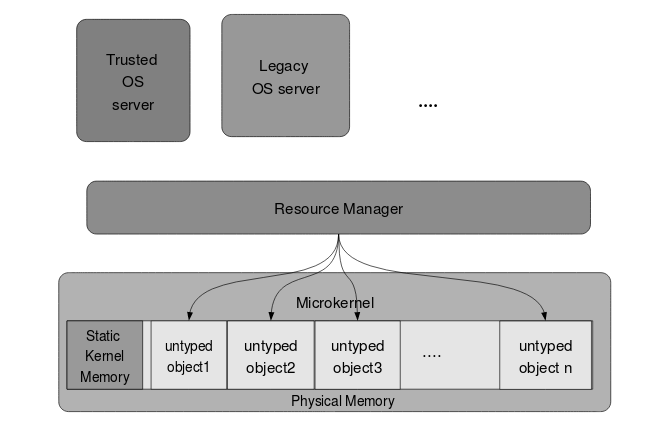 Trusted
OS
server
Legacy
OS server
....
Resource Manager
Microkernel
Static
Kernel
Memory
untyped
object1
untyped
object2
untyped
object3
....
untyped
object n
Physical Memory